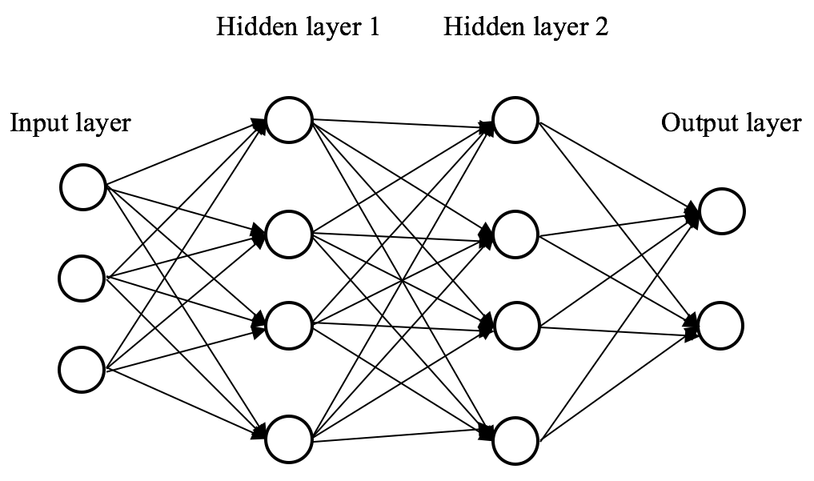 Hidden layer 1
Hidden layer 2
Input layer
Output layer